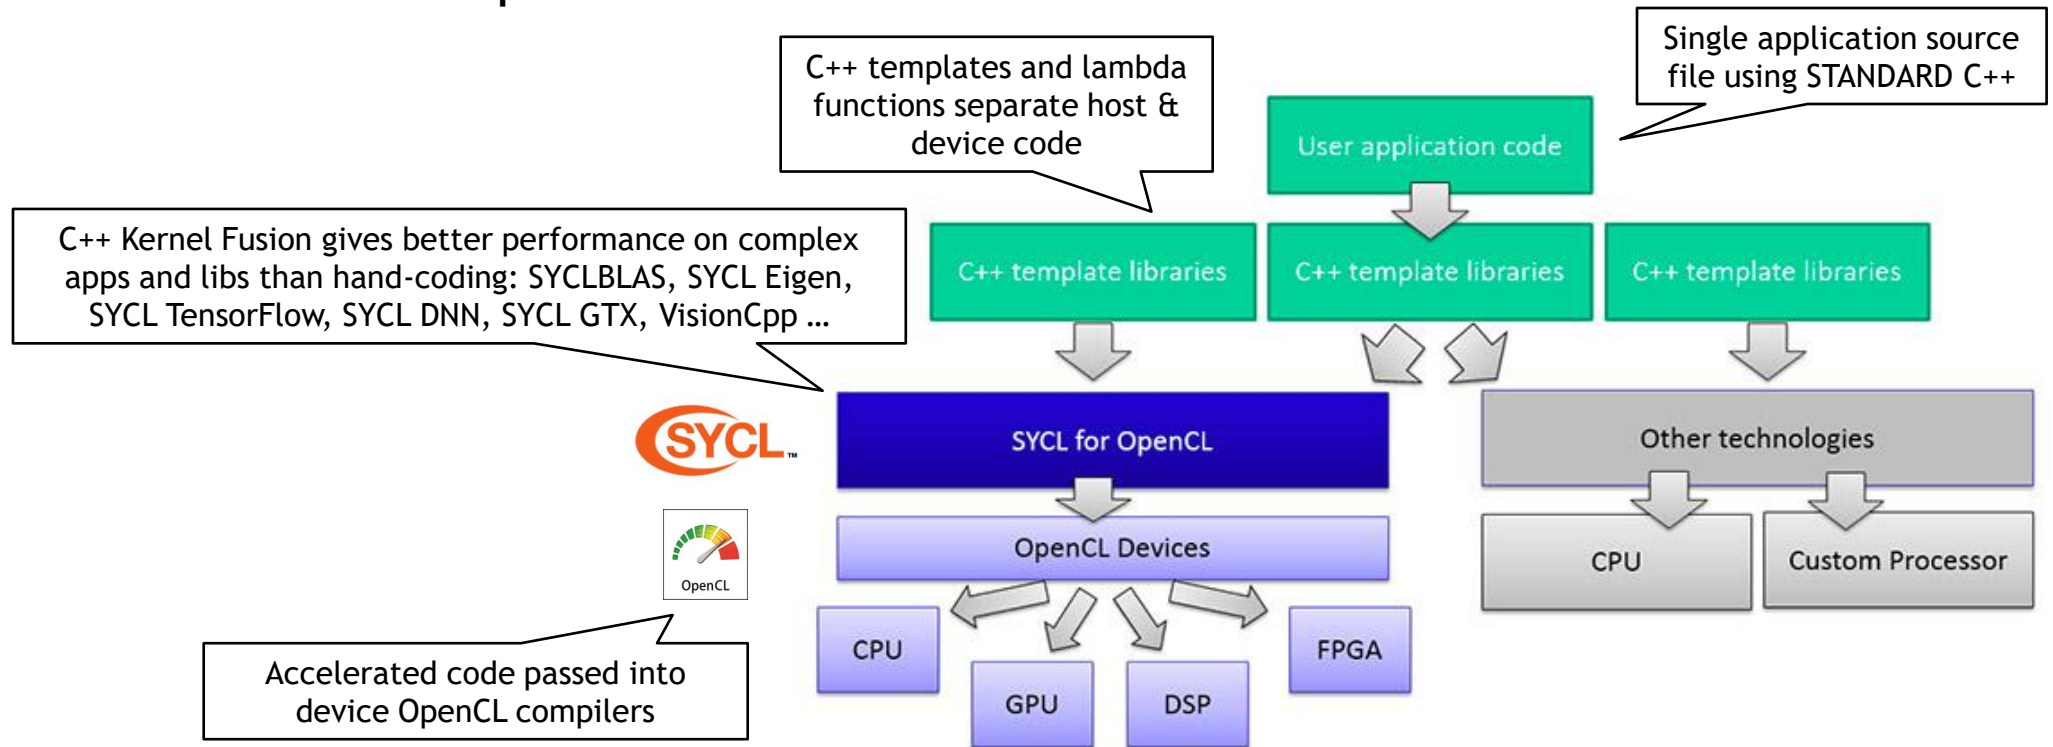 Single application source
file using STANDARD C++
C++ templates and lambda
functions separate host &
device code
User application code
C++ Kernel Fusion gives better performance on complex
apps and libs than hand-coding: SYCLBLAS, SYCL Eigen,
SYCL TensorFlow, SYCL DNN, SYCL GTX, VisionCpp …
C++ template libraries
C++ template libraries
C++ template libraries
SYCL™
SYCL for OpenCL
Other technologies
OpenCL
OpenCL Devices
CPU
Custom Processor
CPU
GPU
DSP
FPGA
Accelerated code passed into
device OpenCL compilers